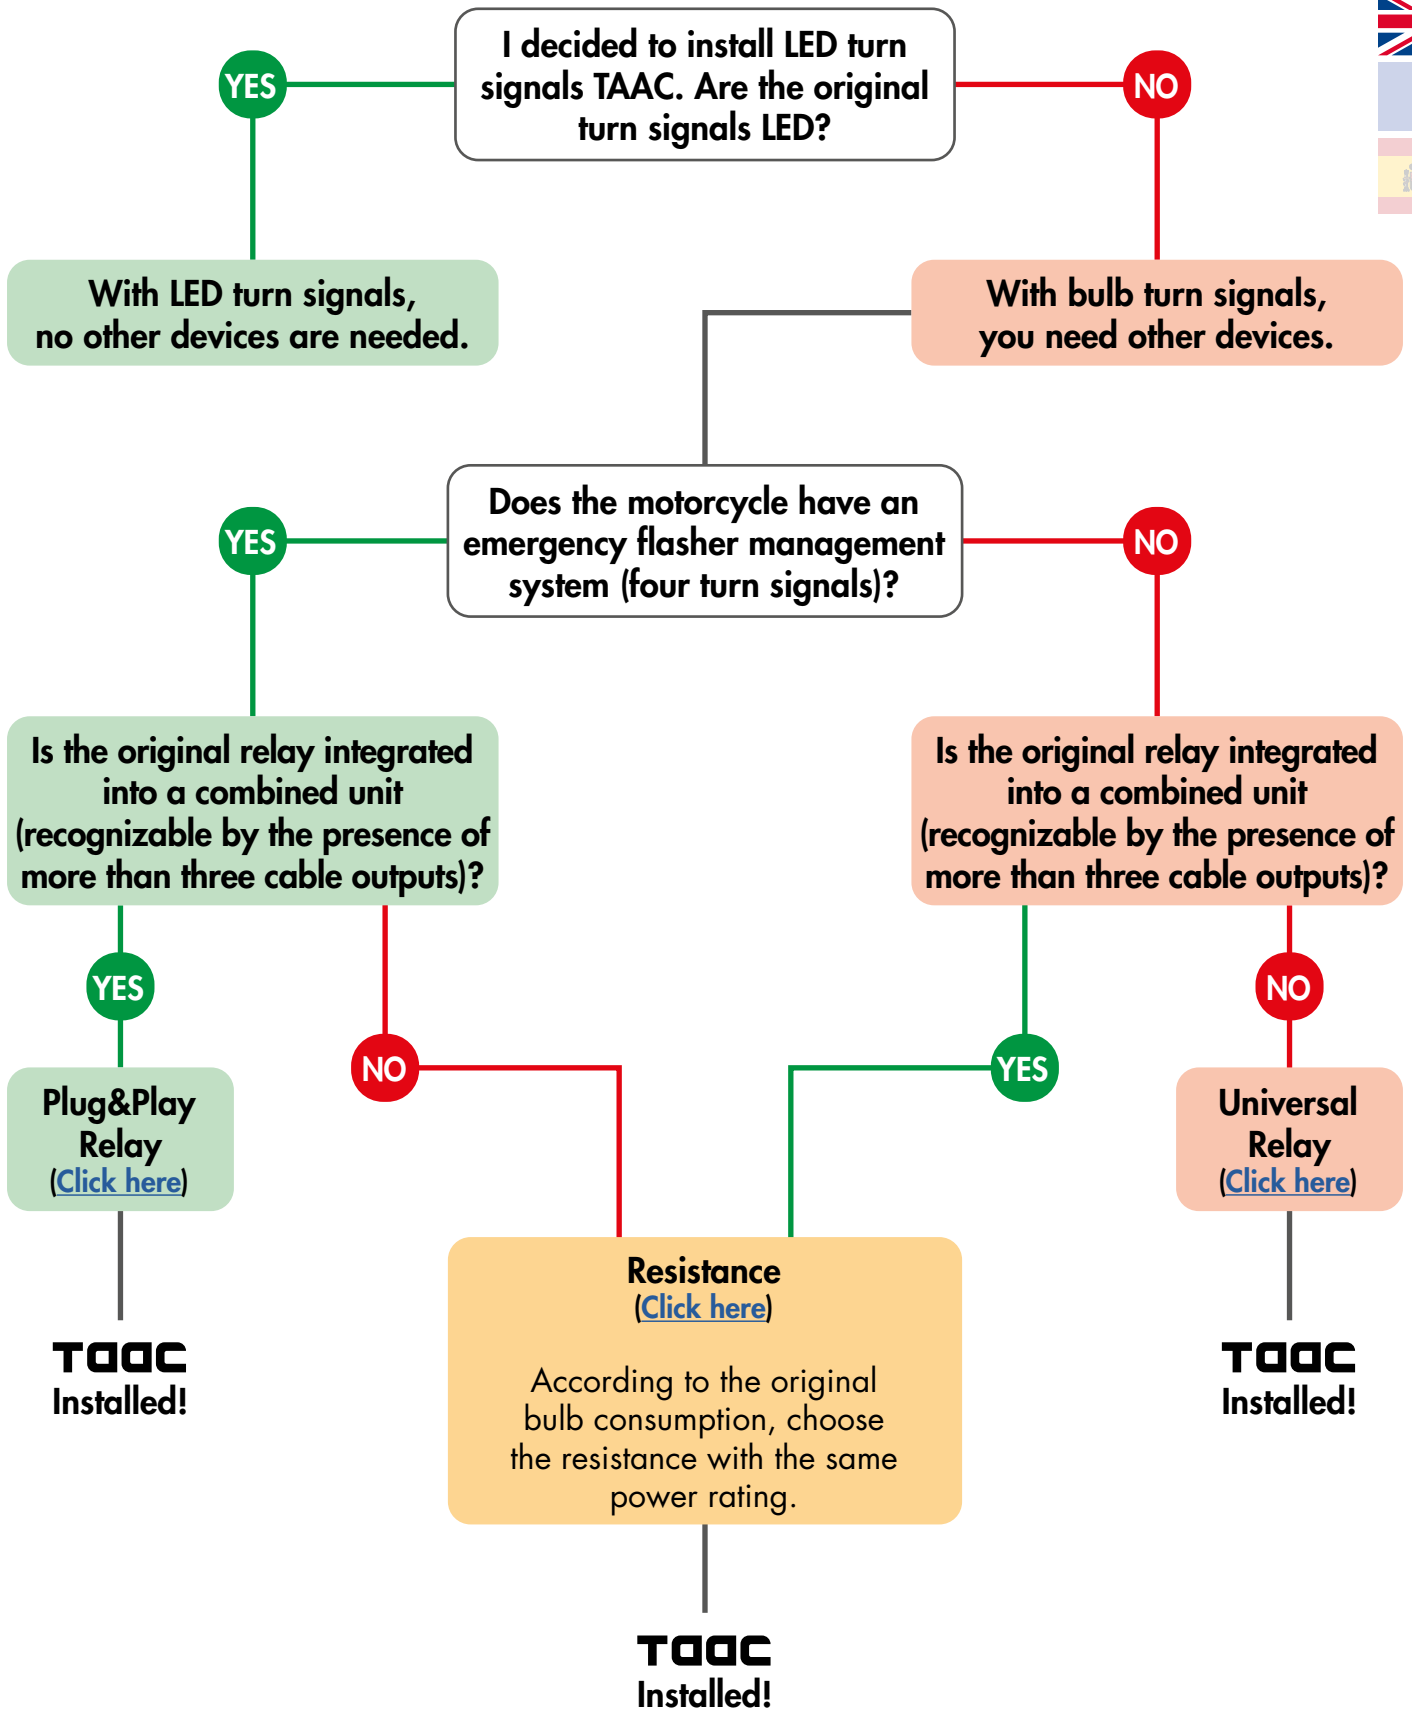 I decided to install LED turn
signals TAAC. Are the original
turn signals LED?
YES
NO
With LED turn signals,
no other devices are needed.
With bulb turn signals,
you need other devices.
Does the motorcycle have an
emergency flasher management
system (four turn signals)?
YES
NO
Is the original relay integrated
into a combined unit
(recognizable by the presence of
more than three cable outputs)?
Is the original relay integrated
into a combined unit
(recognizable by the presence of
more than three cable outputs)?
YES
NO
YES
NO
Plug&Play
Relay
(Click here)
Universal
Relay
(Click here)
Resistance
(Click here)
According to the original
bulb consumption, choose
the resistance with the same
power rating.
TAAC
Installed!
TAAC
Installed!
TAAC
Installed!